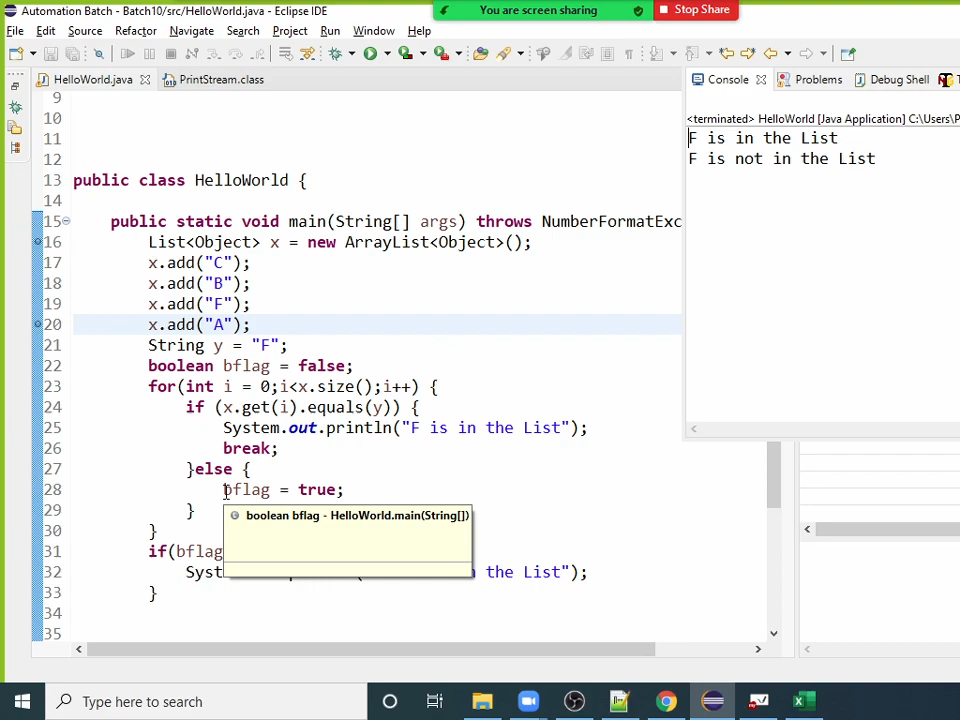 Automation Batch - Batch10/src/HelloWorld.java - Eclipse IDE
You are screen sharing
Stop Share
File Edit Source Refactor Navigate Search Project Run Window Help
HelloWorld.java
PrintStream.class
9
10
11
12
13 public class HelloWorld {
14
15 public static void main(String[] args) throws NumberFormatExc
16 List<Object> x = new ArrayList<Object>();
17 x.add("C");
18 x.add("B");
19 x.add("F");
20 x.add("A");
21 String y = "F";
22 boolean bflag = false;
23 for(int i = 0;i<x.size();i++) {
24 if (x.get(i).equals(y)) {
25 System.out.println("F is in the List");
26 break;
27 }else {
28 bflag = true;
29 }
boolean bflag - HelloWorld.main(String[])
30 }
31 if(bflag
32 Syst n the List");
33 }
34
35
Console Problems Debug Shell
<terminated> HelloWorld [Java Application] C:\Users\P
F is in the List
F is not in the List
Type here to search